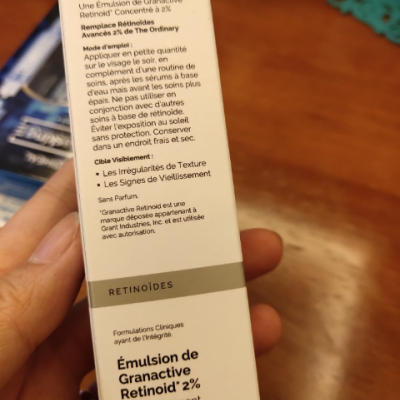 Une Émulsion de Granactive
Retinoid* Concentré à 2%
Remplace Rétinoïdes
Avancés 2% de The Ordinary
Mode d'emploi :
Appliquer en petite quantité
sur le visage le soir, en
complément d'une routine de
soins, après les sérums à base
d'eau mais avant les soins plus
épais. Ne pas utiliser en
conjonction avec d'autres
soins à base de rétinoïde.
Éviter l'exposition au soleil
sans protection. Conserver
dans un endroit frais et sec.
Cible Visiblement :
• Les Irrégularités de Texture
• Les Signes de Vieillissement
Sans Parfum.
*Granactive Retinoid est une
marque déposée appartenant à
Grant Industries, Inc. et est utilisée
avec autorisation.
RETINOÏDES
Formulations Cliniques
ayant de l'Intégrité.
Émulsion de
Granactive
Retinoid* 2%